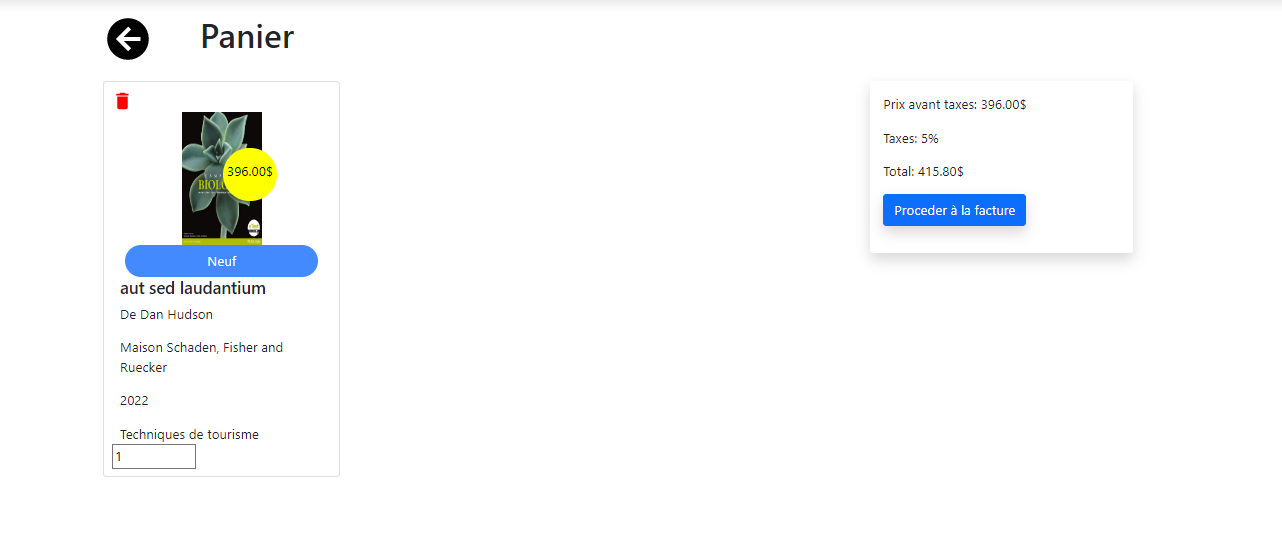 Panier
396.00$
Neuf
aut sed laudantium
De Dan Hudson
Maison Schaden, Fisher and
Ruecker
2022
Techniques de tourisme
1
Prix avant taxes: 396.00$
Taxes: 5%
Total: 415.80$
Proceder à la facture